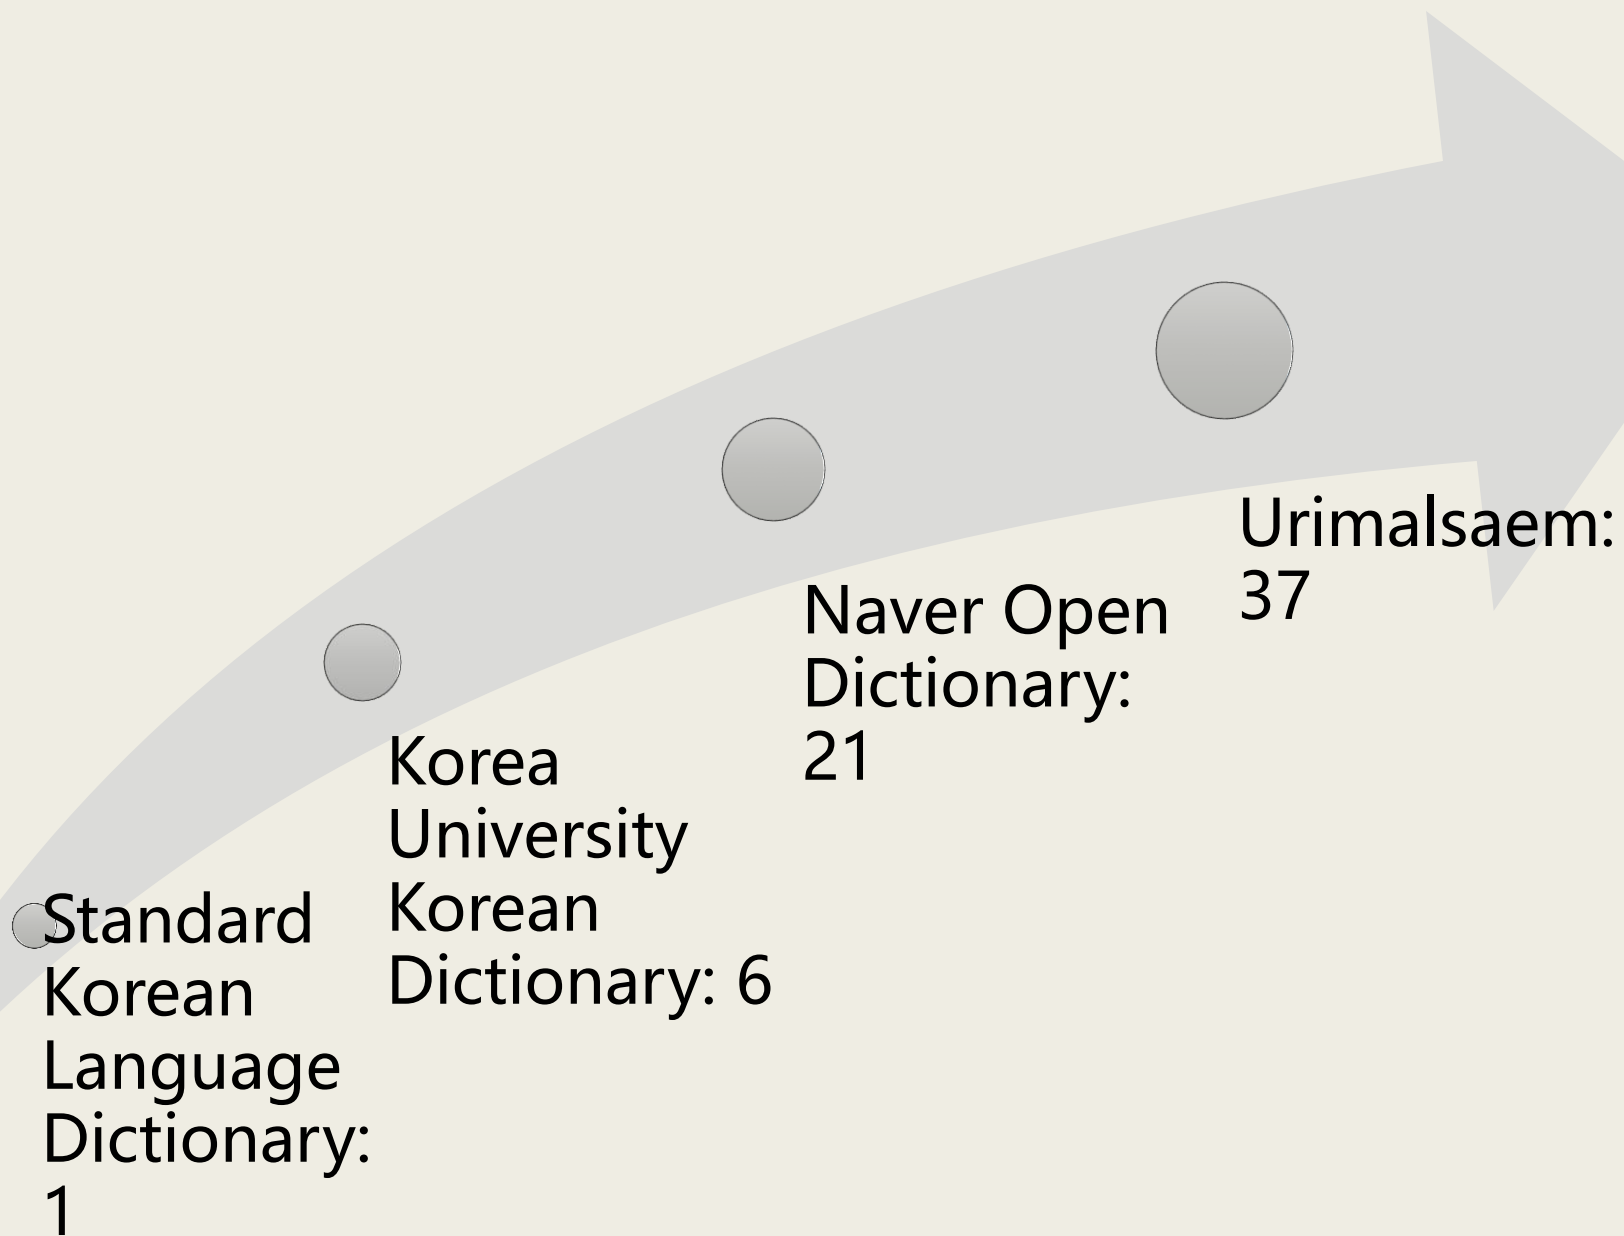 Standard
Korean
Language
Dictionary:
1
Korea
University
Korean
Dictionary: 6
Naver Open
Dictionary:
21
Urimalsaem:
37